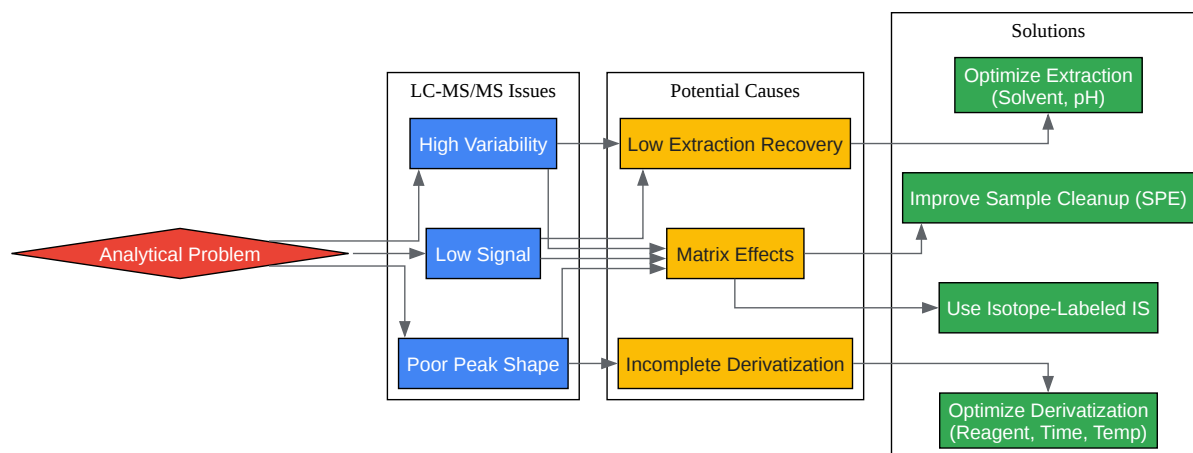 Analytical Problem
LC-MS/MS Issues
High Variability
Low Signal
Poor Peak Shape
Potential Causes
Low Extraction Recovery
Matrix Effects
Incomplete Derivatization
Solutions
Optimize Extraction
(Solvent, pH)
Improve Sample Cleanup (SPE)
Use Isotope-Labeled IS
Optimize Derivatization
(Reagent, Time, Temp)